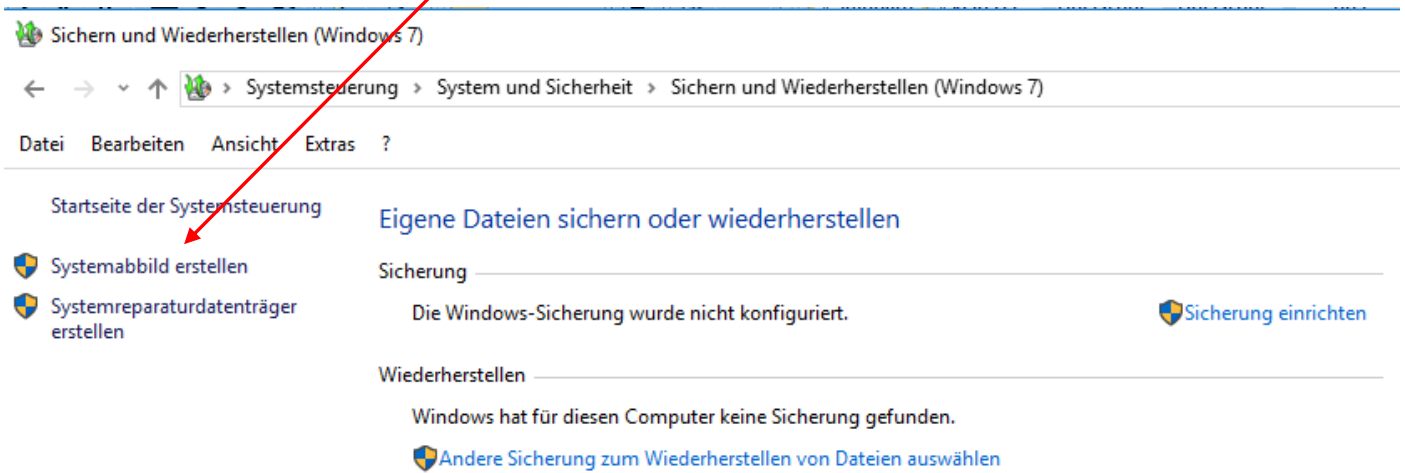 Sichern und Wiederherstellen (Windows 7)
Systemsteuerung > System und Sicherheit > Sichern und Wiederherstellen (Windows 7)
Datei Bearbeiten Ansicht Extras ?
Startseite der Systemsteuerung
Systemabbild erstellen
Systemreparaturdatenträger
erstellen
Eigene Dateien sichern oder wiederherstellen
Sicherung
Die Windows-Sicherung wurde nicht konfiguriert.
Sicherung einrichten
Wiederherstellen
Windows hat für diesen Computer keine Sicherung gefunden.
Andere Sicherung zum Wiederherstellen von Dateien auswählen